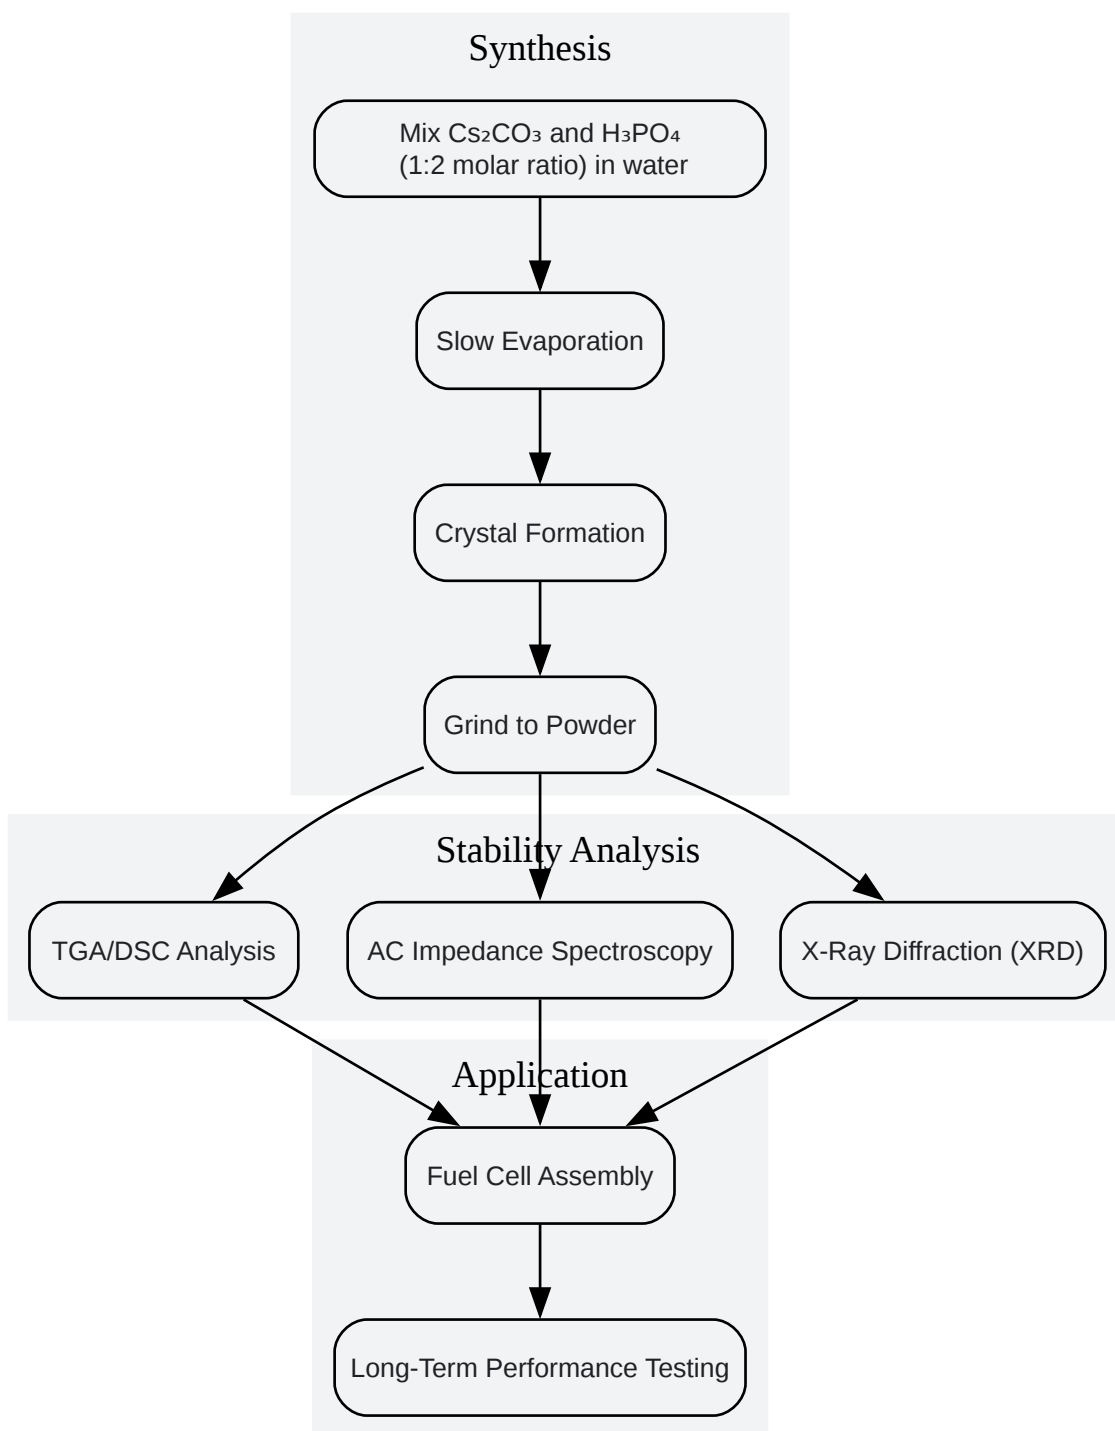 Synthesis
Mix Cs₂CO₃ and H₃PO₄
(1:2 molar ratio) in water
Slow Evaporation
Crystal Formation
Grind to Powder
Stability Analysis
TGA/DSC Analysis
AC Impedance Spectroscopy
X-Ray Diffraction (XRD)
Application
Fuel Cell Assembly
Long-Term Performance Testing